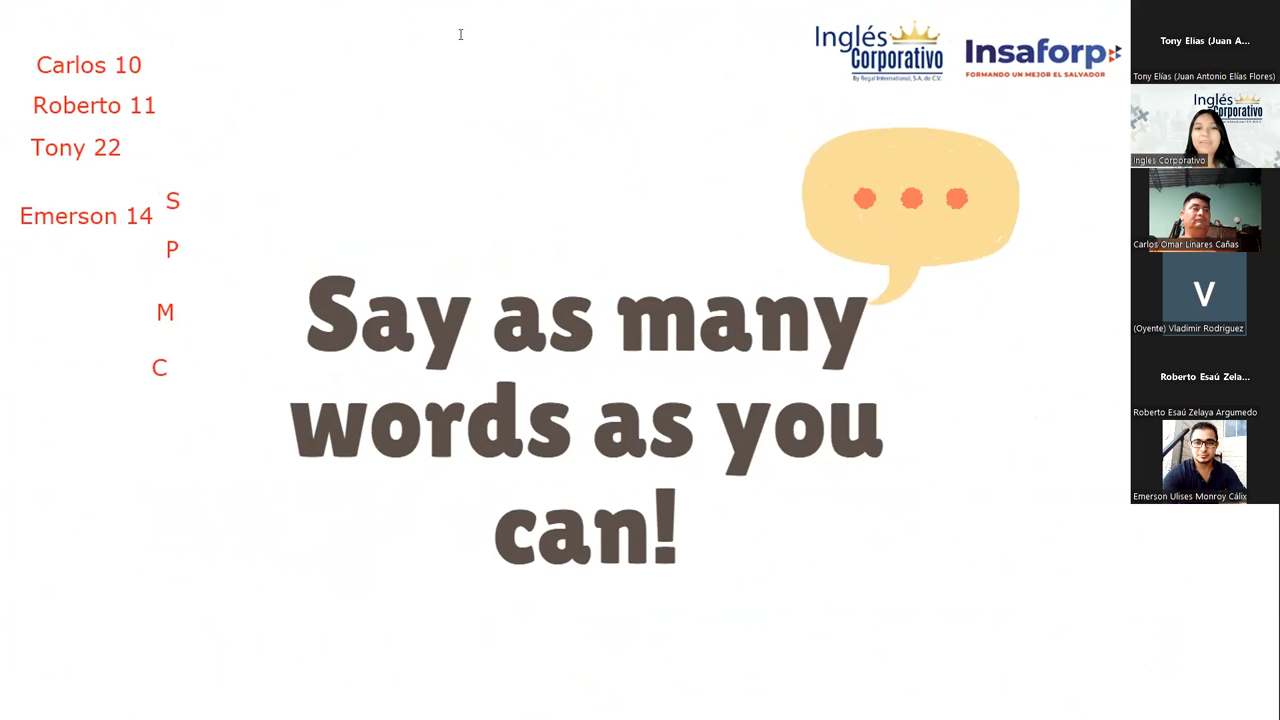 Carlos 10
Roberto 11
Tony 22
Emerson 14
S
P
M
C
Inglés
Corporativo
By Regal International, S.A. de C.V.
Insaforp
FORMANDO UN MEJOR EL SALVADOR
Say as many
words as you
can!
Tony Elías (Juan A...
Tony Elías (Juan Antonio Elías Flores)
Inglés
Corporativo
Ingles Corporativo
Carlos Omar Linares Cañas
V
(Oyente) Vladimir Rodriguez
Roberto Esaú Zela...
Roberto Esaú Zelaya Argumedo
Emerson Ulises Monroy Cálix